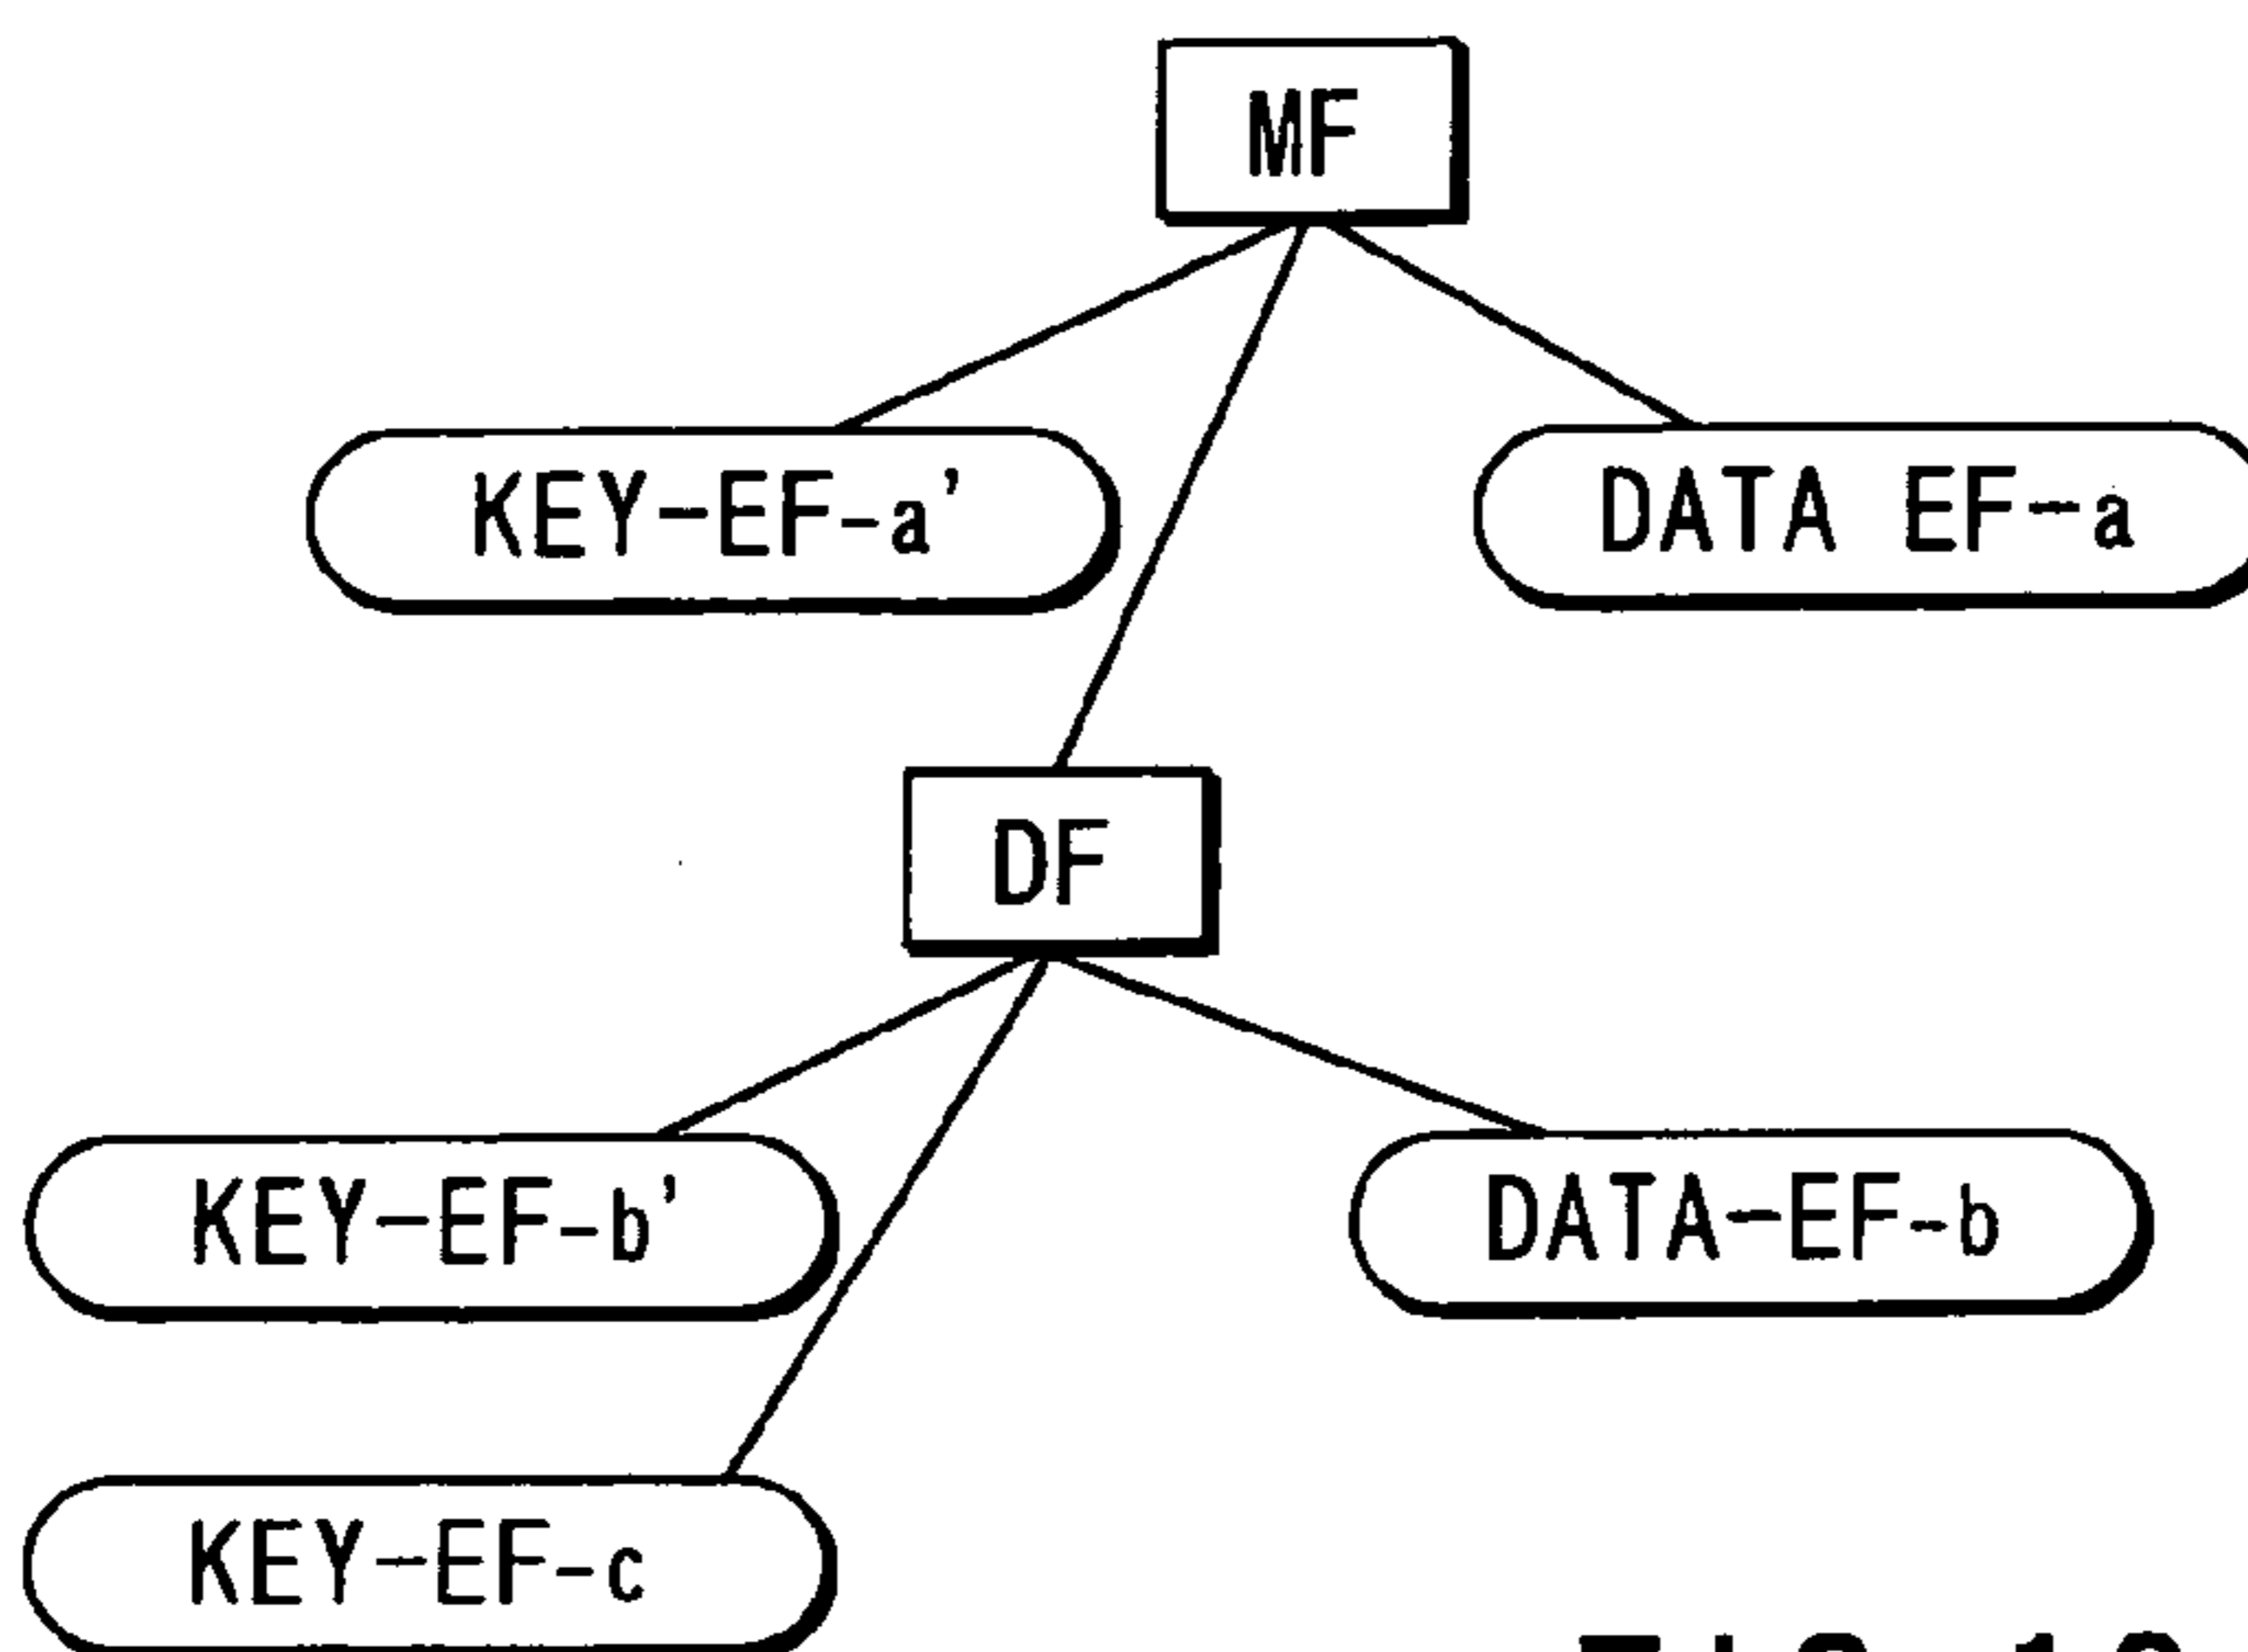 MF
KEY-EF-a'
DATA EF-a
DF
KEY-EF-b'
DATA-EF-b
KEY-EF-c